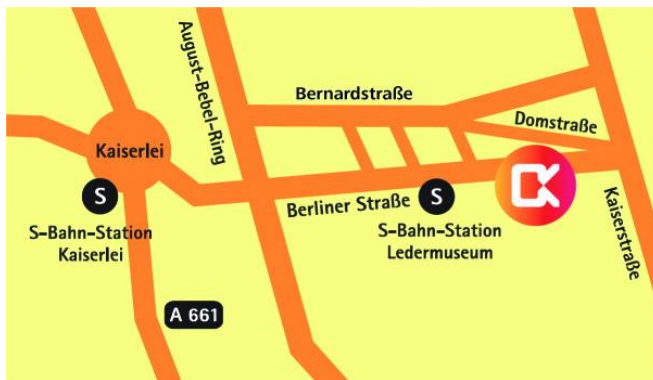 August-Bebel-Ring
Bernardstraße
Domstraße
Kaiserlei
S
S-Bahn-Station
Kaiserlei
Berliner Straße
S
S-Bahn-Station
Ledermuseum
Kaiserstraße
A 661